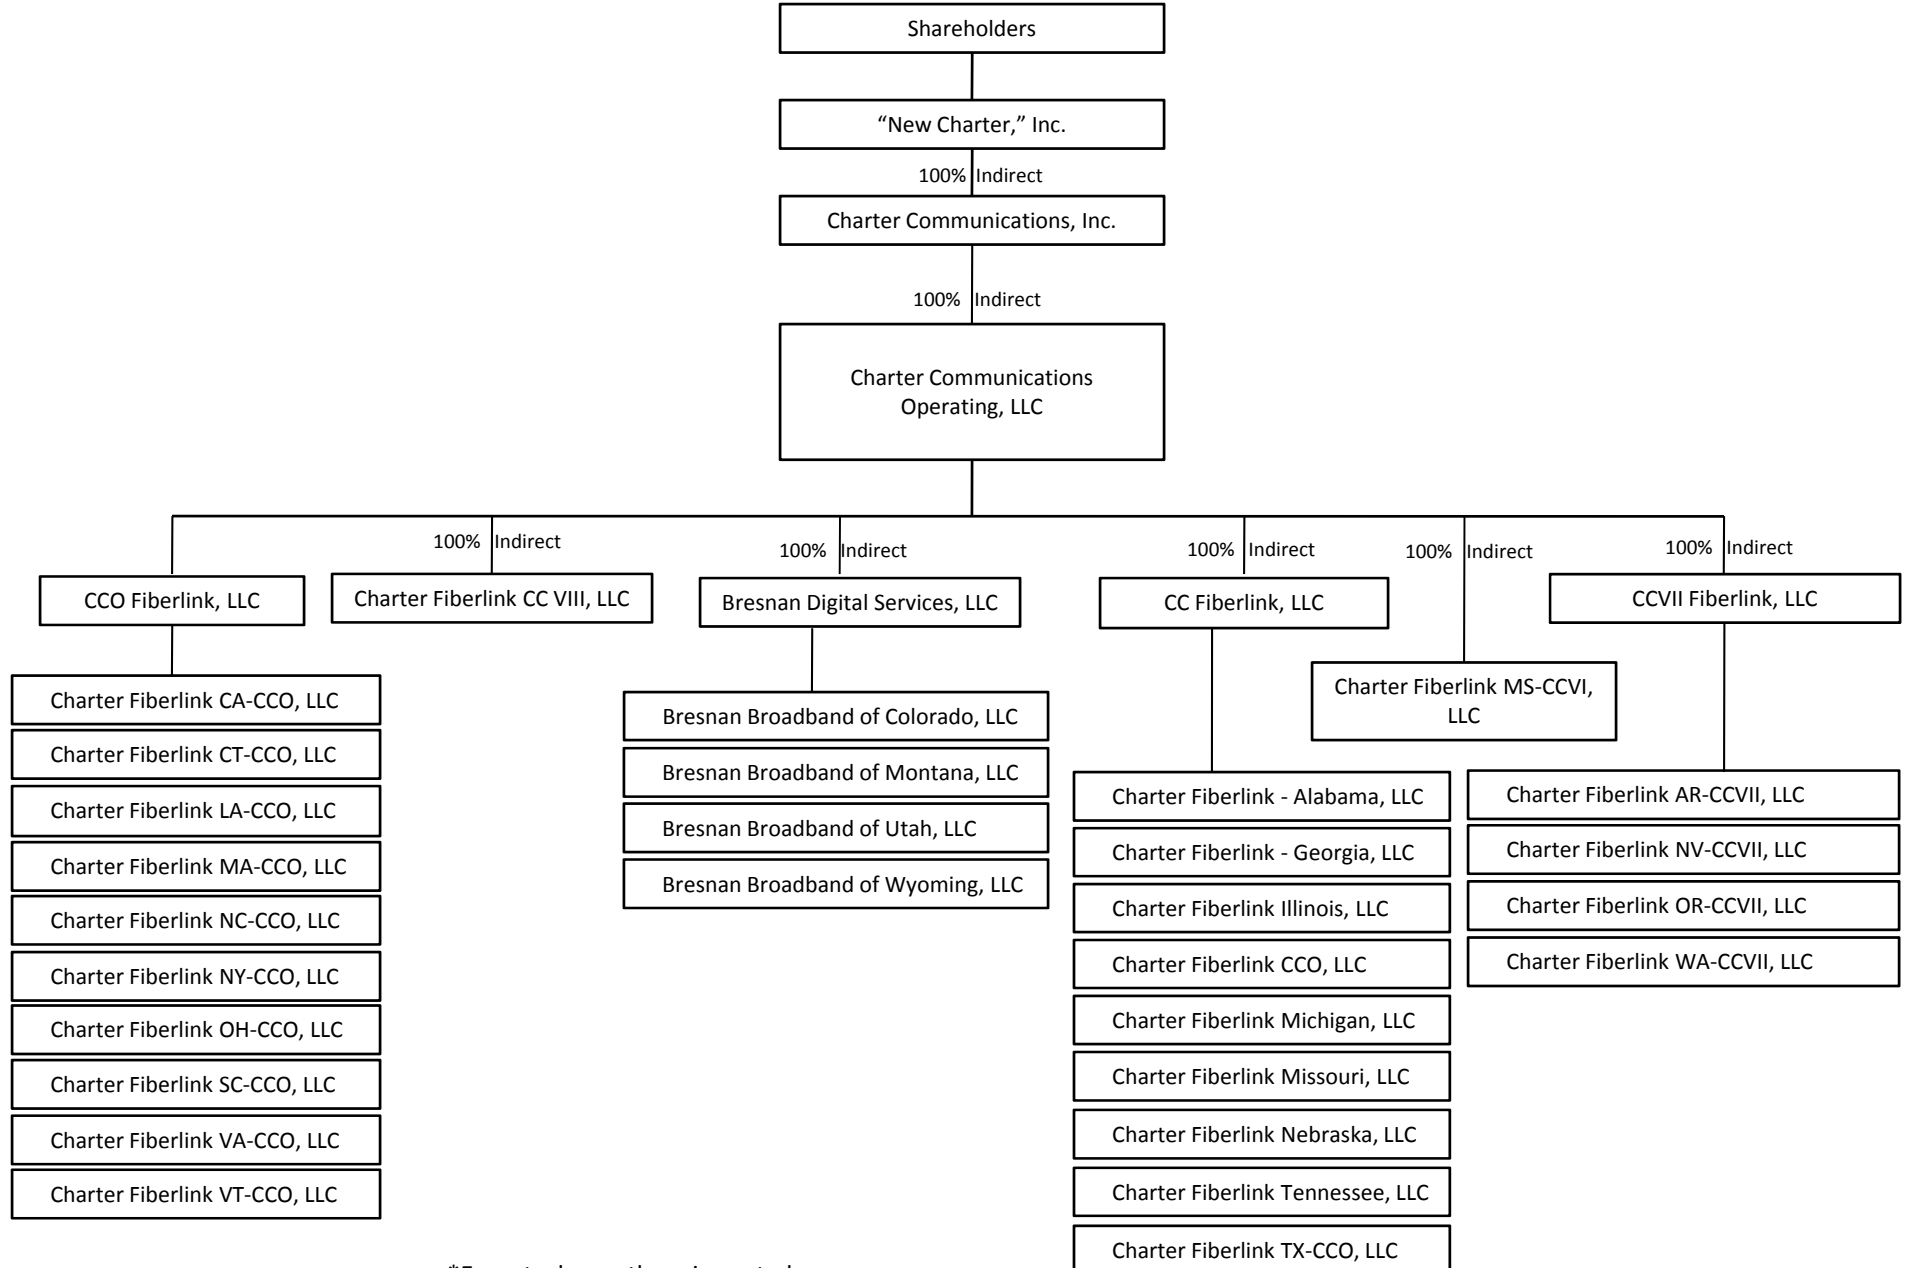 Shareholders
“New Charter,” Inc.
100% Indirect
Charter Communications, Inc.
100% Indirect
Charter Communications
Operating, LLC
100% Indirect
100% Indirect
100% Indirect
100% Indirect
100% Indirect
CCO Fiberlink, LLC
Charter Fiberlink CC VIII, LLC
Bresnan Digital Services, LLC
CC Fiberlink, LLC
CCVII Fiberlink, LLC
Charter Fiberlink MS-CCVI,
LLC
Charter Fiberlink CA-CCO, LLC
Charter Fiberlink CT-CCO, LLC
Charter Fiberlink LA-CCO, LLC
Charter Fiberlink MA-CCO, LLC
Charter Fiberlink NC-CCO, LLC
Charter Fiberlink NY-CCO, LLC
Charter Fiberlink OH-CCO, LLC
Charter Fiberlink SC-CCO, LLC
Charter Fiberlink VA-CCO, LLC
Charter Fiberlink VT-CCO, LLC
Bresnan Broadband of Colorado, LLC
Bresnan Broadband of Montana, LLC
Bresnan Broadband of Utah, LLC
Bresnan Broadband of Wyoming, LLC
Charter Fiberlink - Alabama, LLC
Charter Fiberlink - Georgia, LLC
Charter Fiberlink Illinois, LLC
Charter Fiberlink CCO, LLC
Charter Fiberlink Michigan, LLC
Charter Fiberlink Missouri, LLC
Charter Fiberlink Nebraska, LLC
Charter Fiberlink Tennessee, LLC
Charter Fiberlink TX-CCO, LLC
Charter Fiberlink AR-CCVII, LLC
Charter Fiberlink NV-CCVII, LLC
Charter Fiberlink OR-CCVII, LLC
Charter Fiberlink WA-CCVII, LLC